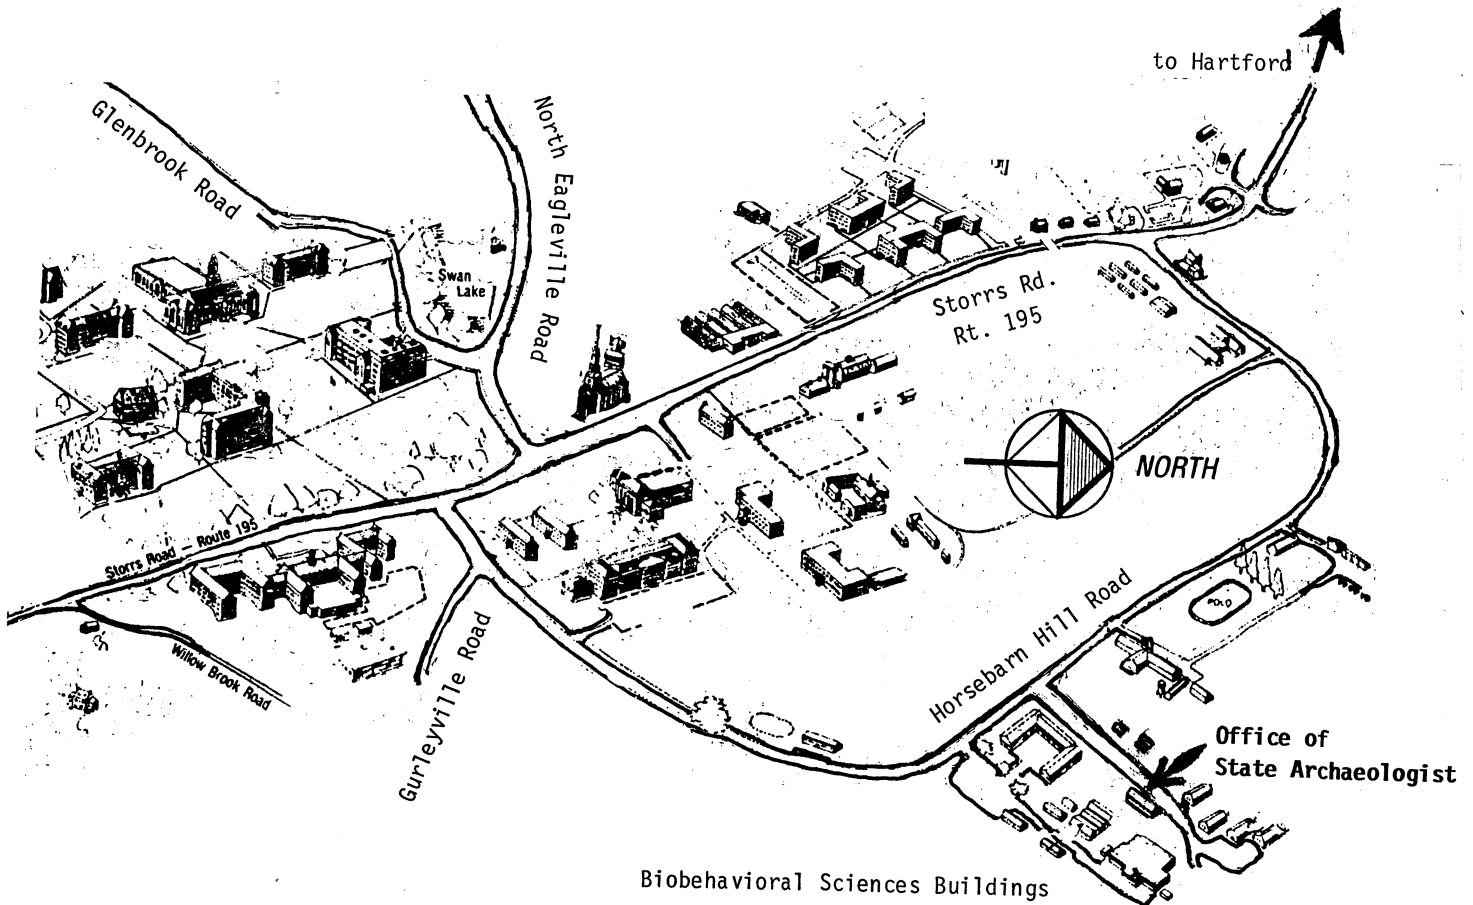 to Hartford
Glenbrook Road
North Eagleville Road
Swan
Lake
Storrs Rd.
Rt. 195
NORTH
Storrs Road - Route 195
POLO
Horsebarn Hill Road
Gurleyville Road
Willow Brook Road
Office of
State Archaeologist
Biobehavioral Sciences Buildings